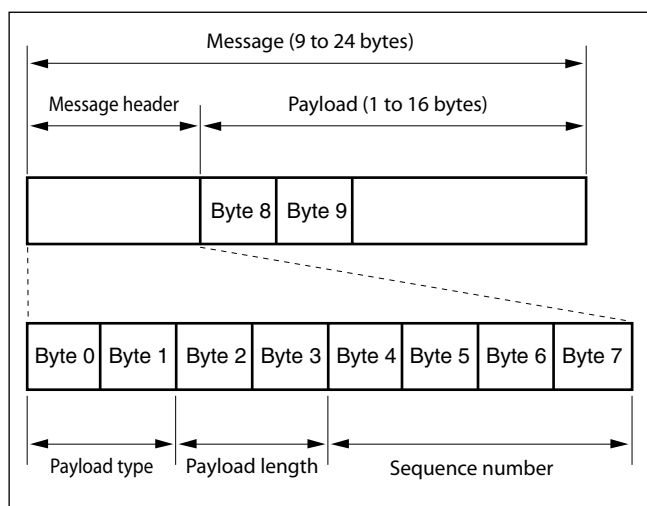 Message (9 to 24 bytes)
Message header Payload (1 to 16 bytes)
Byte 8 Byte 9
Byte 0 Byte 1 Byte 2 Byte 3 Byte 4 Byte 5 Byte 6 Byte 7
Payload type Payload length Sequence number